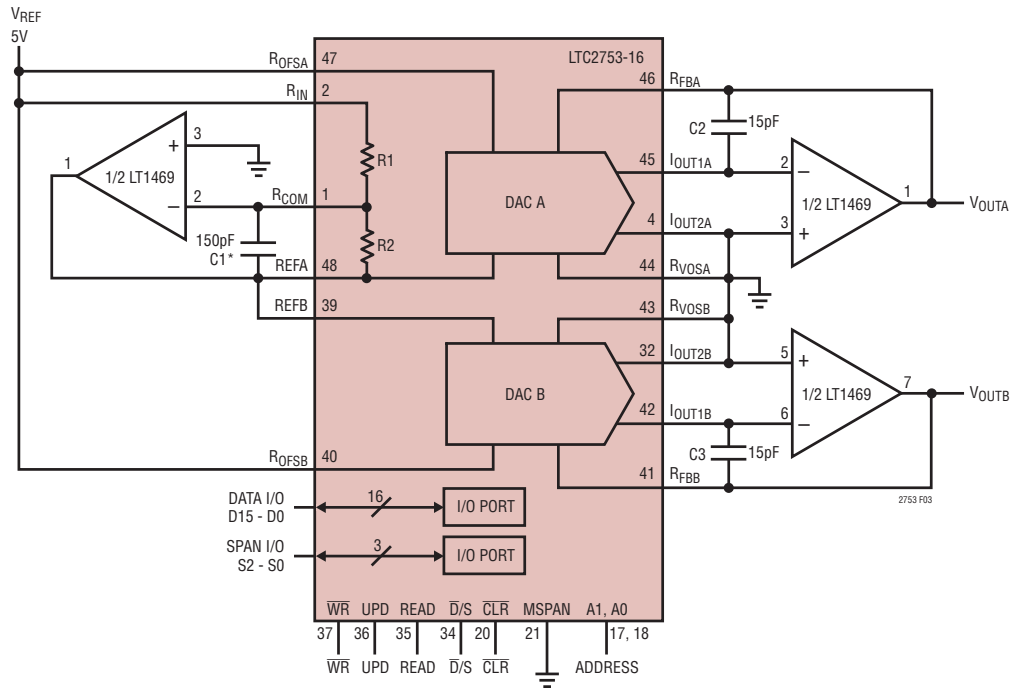 VREF
5V
ROFSA 47
LTC2753-16
46 RFBA
RIN 2
C2 15pF
3
+
1
1/2 LT1469
2
−
R1
DAC A
45 IOUT1A
2
−
1/2 LT1469
1
VOUTA
RCOM 1
4 IOUT2A
3
+
150pF
C1*
R2
REFA 48
44 RVOSA
REFB 39
43 RVOSB
32 IOUT2B
5
+
DAC B
1/2 LT1469
7
VOUTB
42 IOUT1B
6
−
C3 15pF
ROFSB 40
41 RFBB
2753 F03
DATA I/O
D15 - D0
16
I/O PORT
SPAN I/O
S2 - S0
3
I/O PORT
W̅R̅ UPD READ D̅/S C̅L̅R̅ MSPAN A1, A0
37 36 35 34 20 21 17, 18
W̅R̅ UPD READ D̅/S C̅L̅R̅ ADDRESS